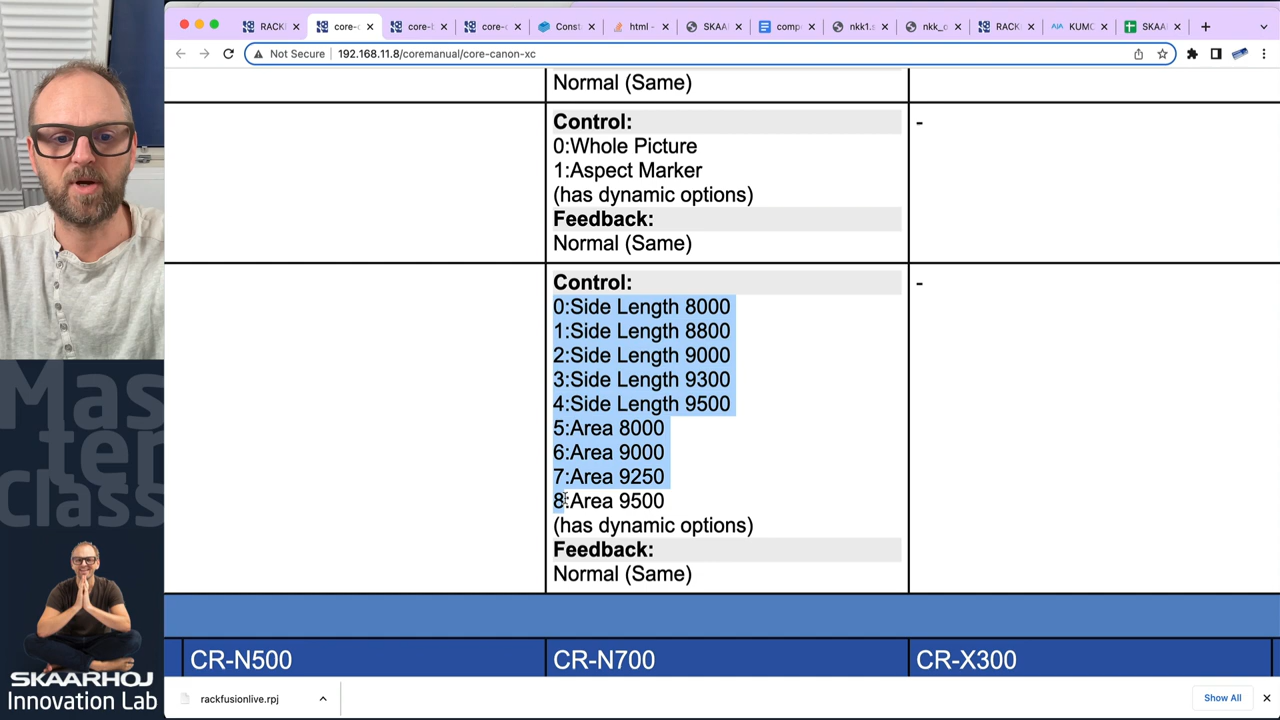 RACK
core-c
core-l
core-c
Const
html -
SKAA
comp
nkk1.s
nkk_c
RACK
KUMO
SKAA
Not Secure
192.168.11.8/coremanual/core-canon-xc
Normal (Same)
Control:
0:Whole Picture
1:Aspect Marker
(has dynamic options)
Feedback:
Normal (Same)
-
Control:
0:Side Length 8000
1:Side Length 8800
2:Side Length 9000
3:Side Length 9300
4:Side Length 9500
5:Area 8000
6:Area 9000
7:Area 9250
8:Area 9500
(has dynamic options)
Feedback:
Normal (Same)
-
CR-N500
CR-N700
CR-X300
Mas
ter
Class
SKAARHOJ
Innovation Lab
rackfusionlive.rpj
Show All